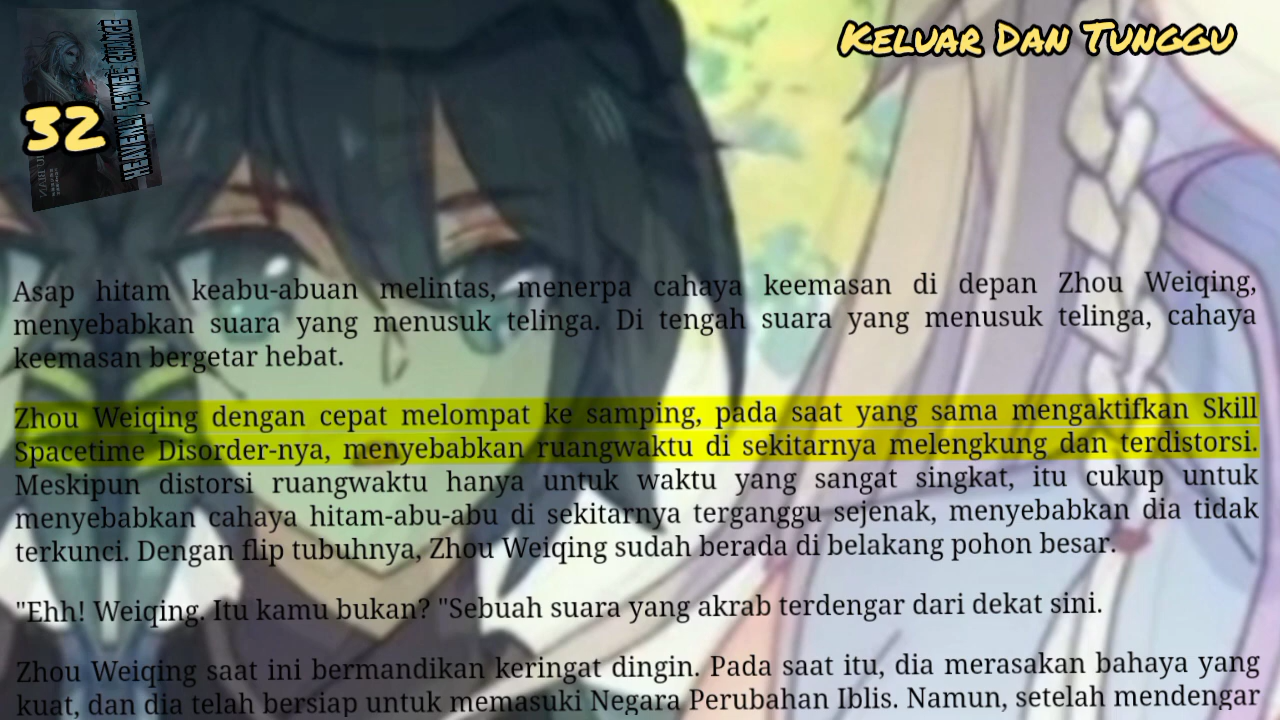 Keluar Dan Tunggu
32
HEAVENLY JEWEL CHANGE
Asap hitam keabu-abuan melintas, menerpa cahaya keemasan di depan Zhou Weiqing,
menyebabkan suara yang menusuk telinga. Di tengah suara yang menusuk telinga, cahaya
keemasan bergetar hebat.
Zhou Weiqing dengan cepat melompat ke samping, pada saat yang sama mengaktifkan Skill
Spacetime Disorder-nya, menyebabkan ruangwaktu di sekitarnya melengkung dan terdistorsi.
Meskipun distorsi ruangwaktu hanya untuk waktu yang sangat singkat, itu cukup untuk
menyebabkan cahaya hitam-abu-abu di sekitarnya terganggu sejenak, menyebabkan dia tidak
terkunci. Dengan flip tubuhnya, Zhou Weiqing sudah berada di belakang pohon besar.
"Ehh! Weiqing. Itu kamu bukan? "Sebuah suara yang akrab terdengar dari dekat sini.
Zhou Weiqing saat ini bermandikan keringat dingin. Pada saat itu, dia merasakan bahaya yang
kuat, dan dia telah bersiap untuk memasuki Negara Perubahan Iblis. Namun, setelah mendengar